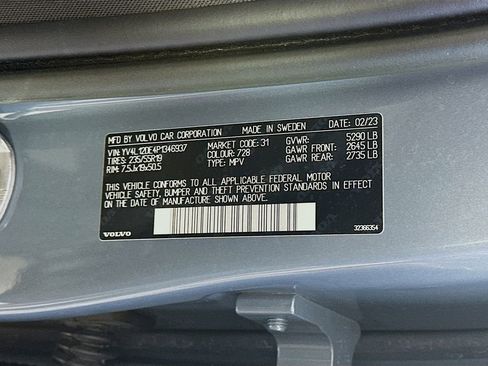 MFD BY VOLVO CAR CORPORATION MADE IN SWEDEN DATE: 02/23
VIN: YV4L12DE4P1346937 MARKET CODE: 31 GVWR: 5290 LB
TIRES: 235/55R19 COLOUR: 728 GAWR FRONT: 2645 LB
RIM: 7.5Jx19x50.5 TYPE: MPV GAWR REAR: 2735 LB
THIS VEHICLE CONFORMS TO ALL APPLICABLE FEDERAL MOTOR
VEHICLE SAFETY, BUMPER AND THEFT PREVENTION STANDARDS IN EFFECT
ON THE DATE OF MANUFACTURE SHOWN ABOVE.
VOLVO 32366354